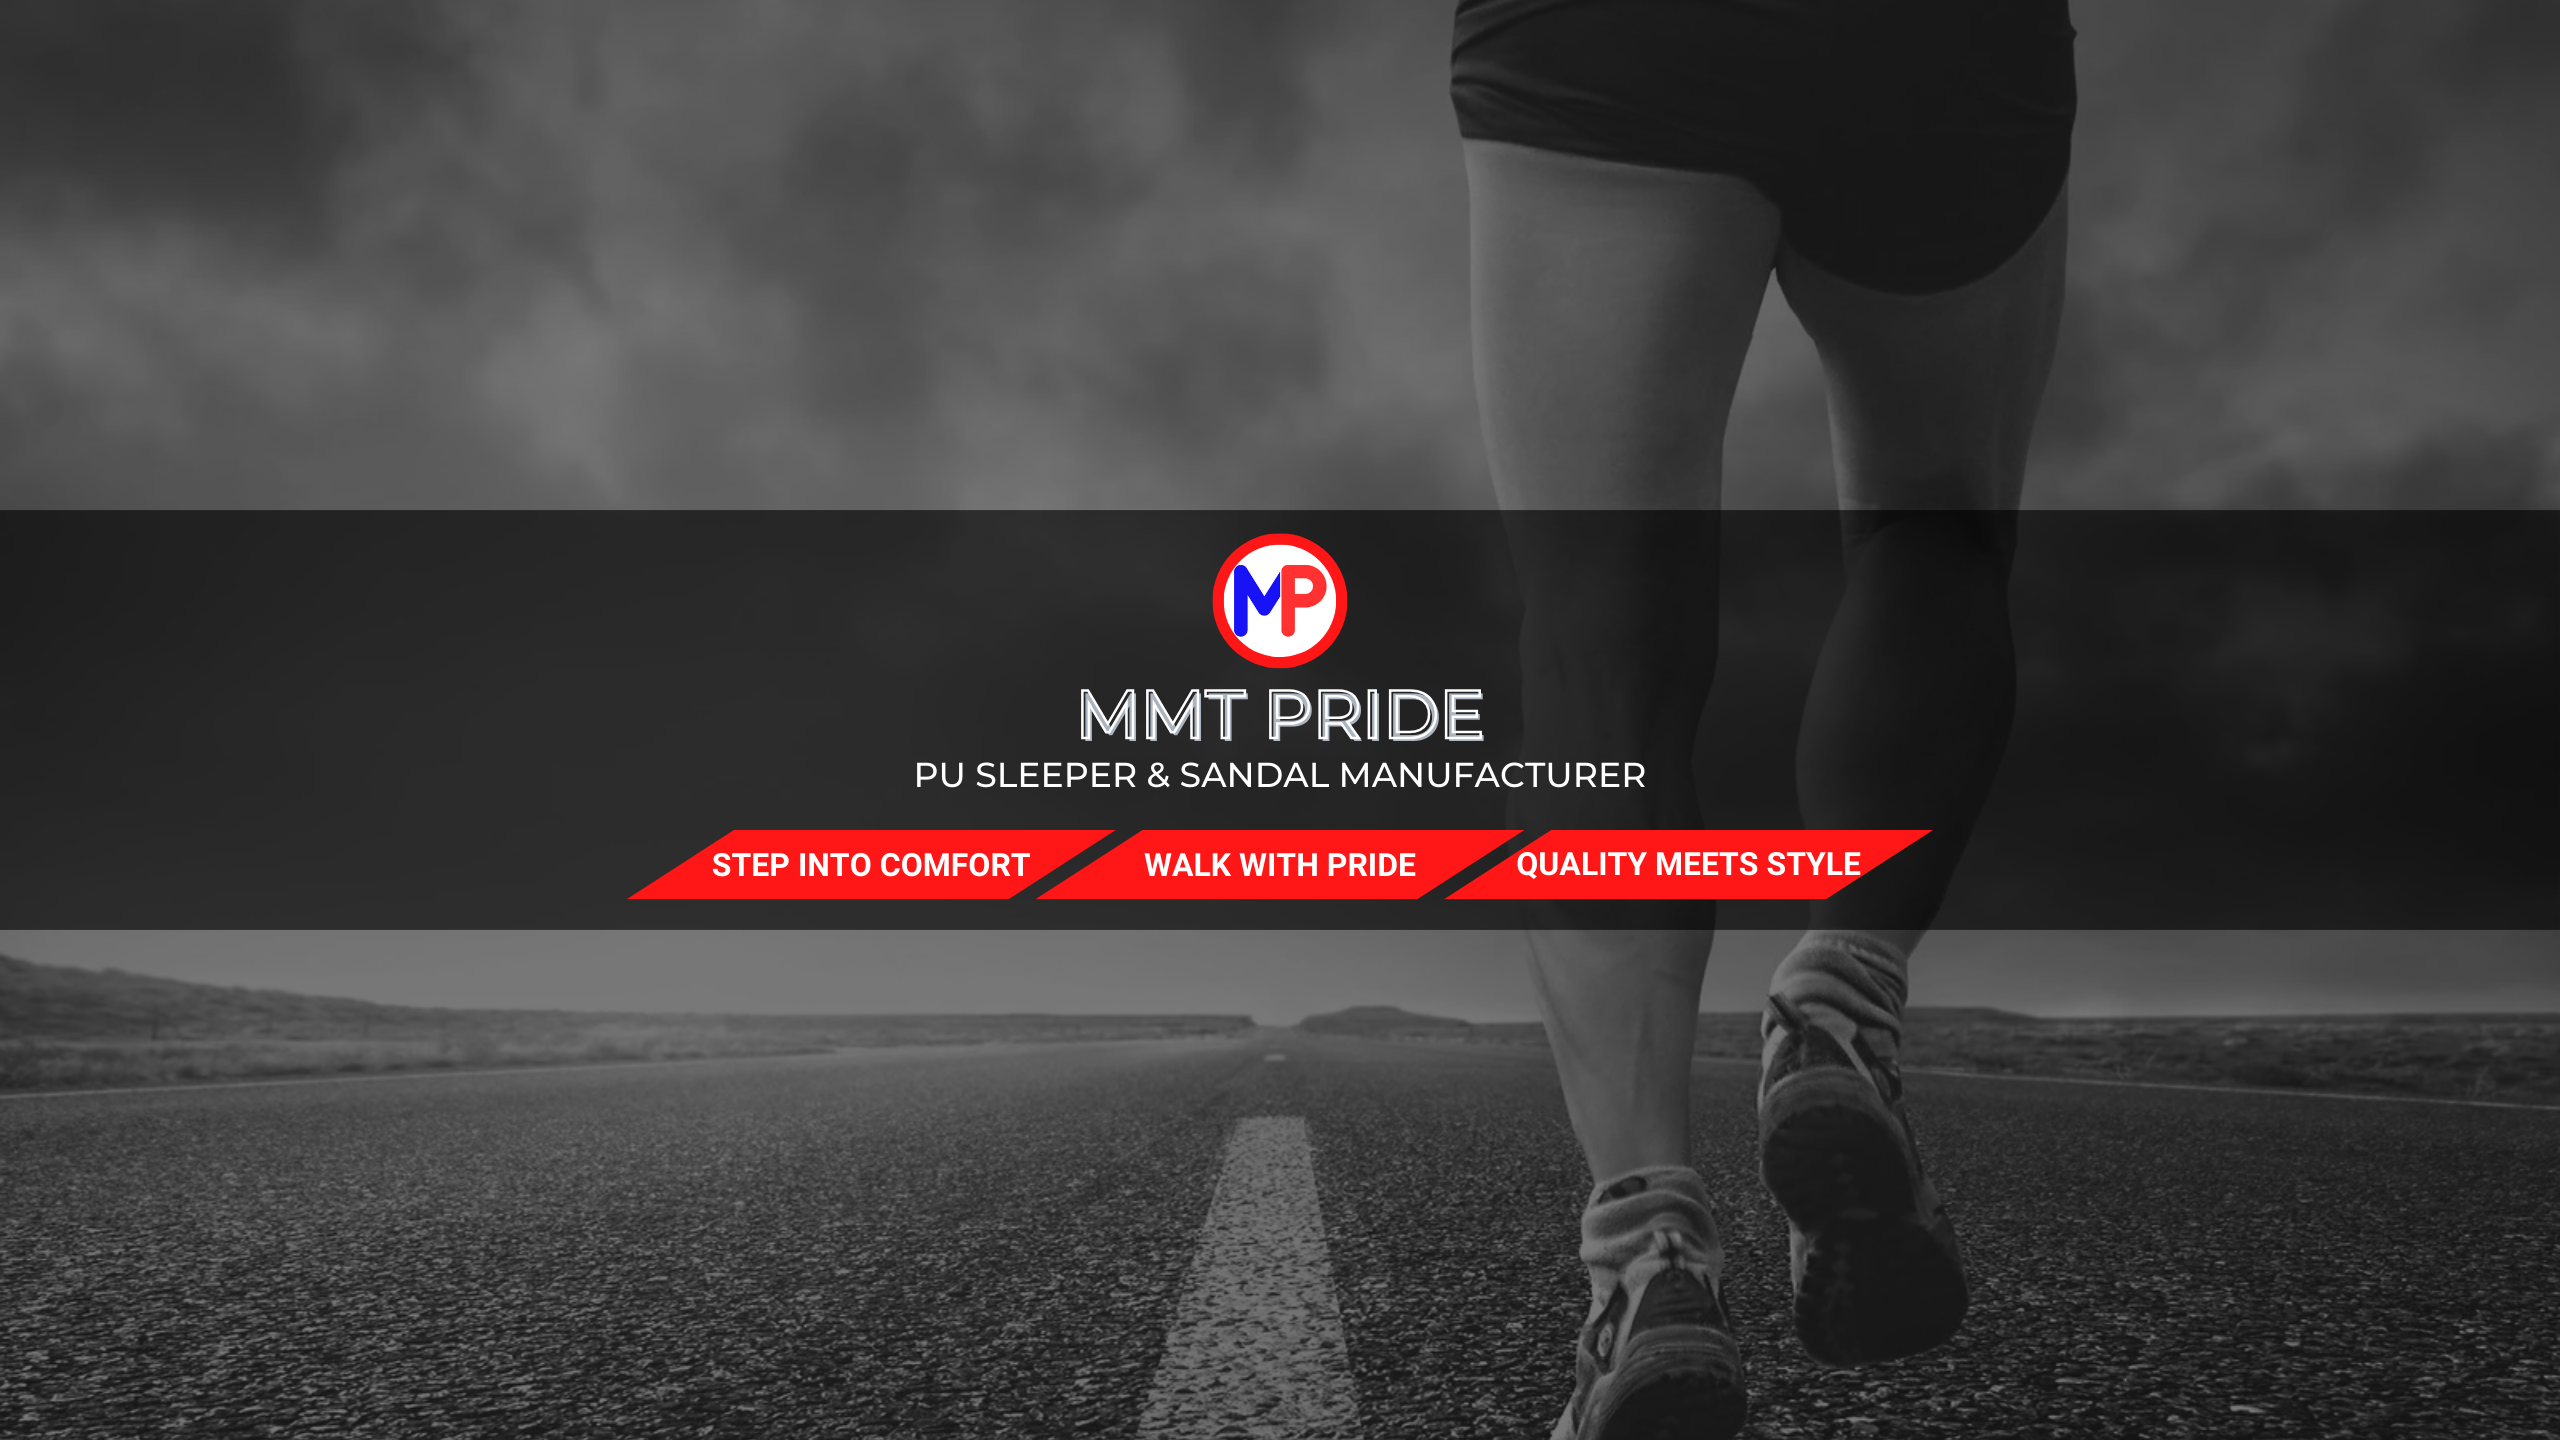 MP
MMT PRIDE
PU SLEEPER & SANDAL MANUFACTURER
STEP INTO COMFORT
WALK WITH PRIDE
QUALITY MEETS STYLE